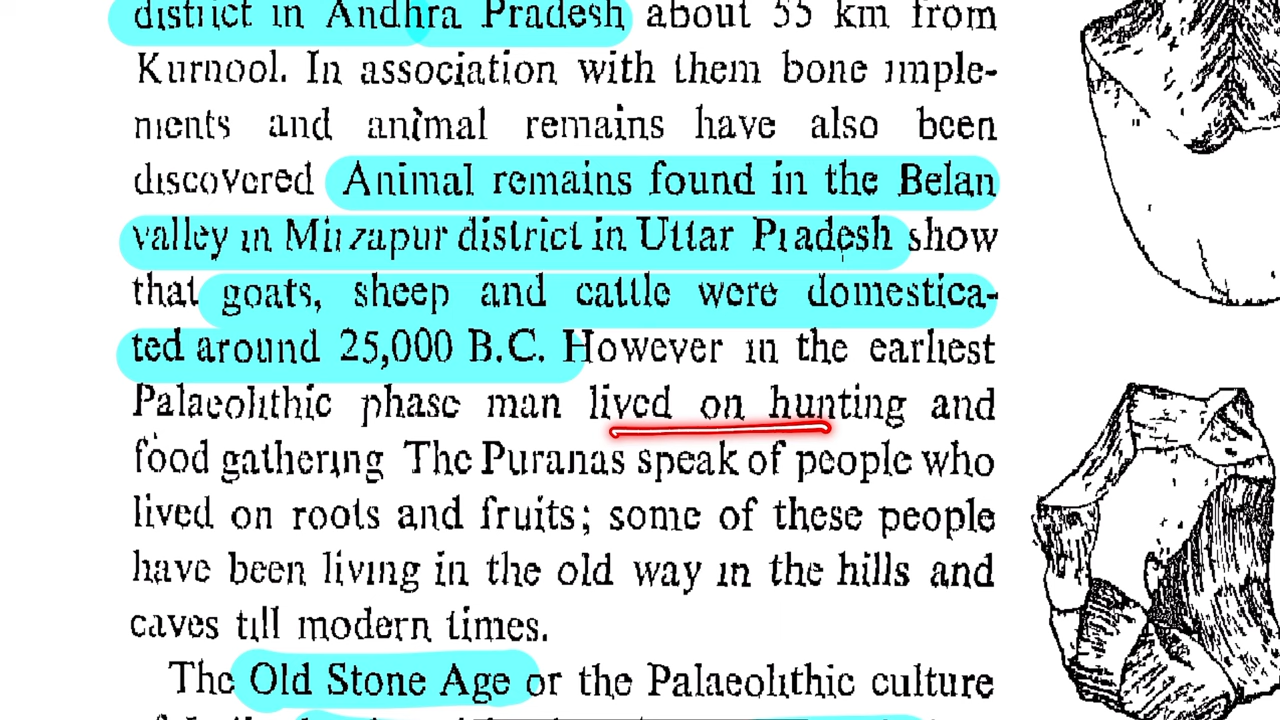 district in Andhra Pradesh about 55 km from
Kurnool. In association with them bone imple-
ments and animal remains have also been
discovered Animal remains found in the Belan
valley in Mirzapur district in Uttar Pradesh show
that goats, sheep and cattle were domestica-
ted around 25,000 B.C. However in the earliest
Palaeolithic phase man lived on hunting and
food gathering The Puranas speak of people who
lived on roots and fruits; some of these people
have been living in the old way in the hills and
caves till modern times.
The Old Stone Age or the Palaeolithic culture